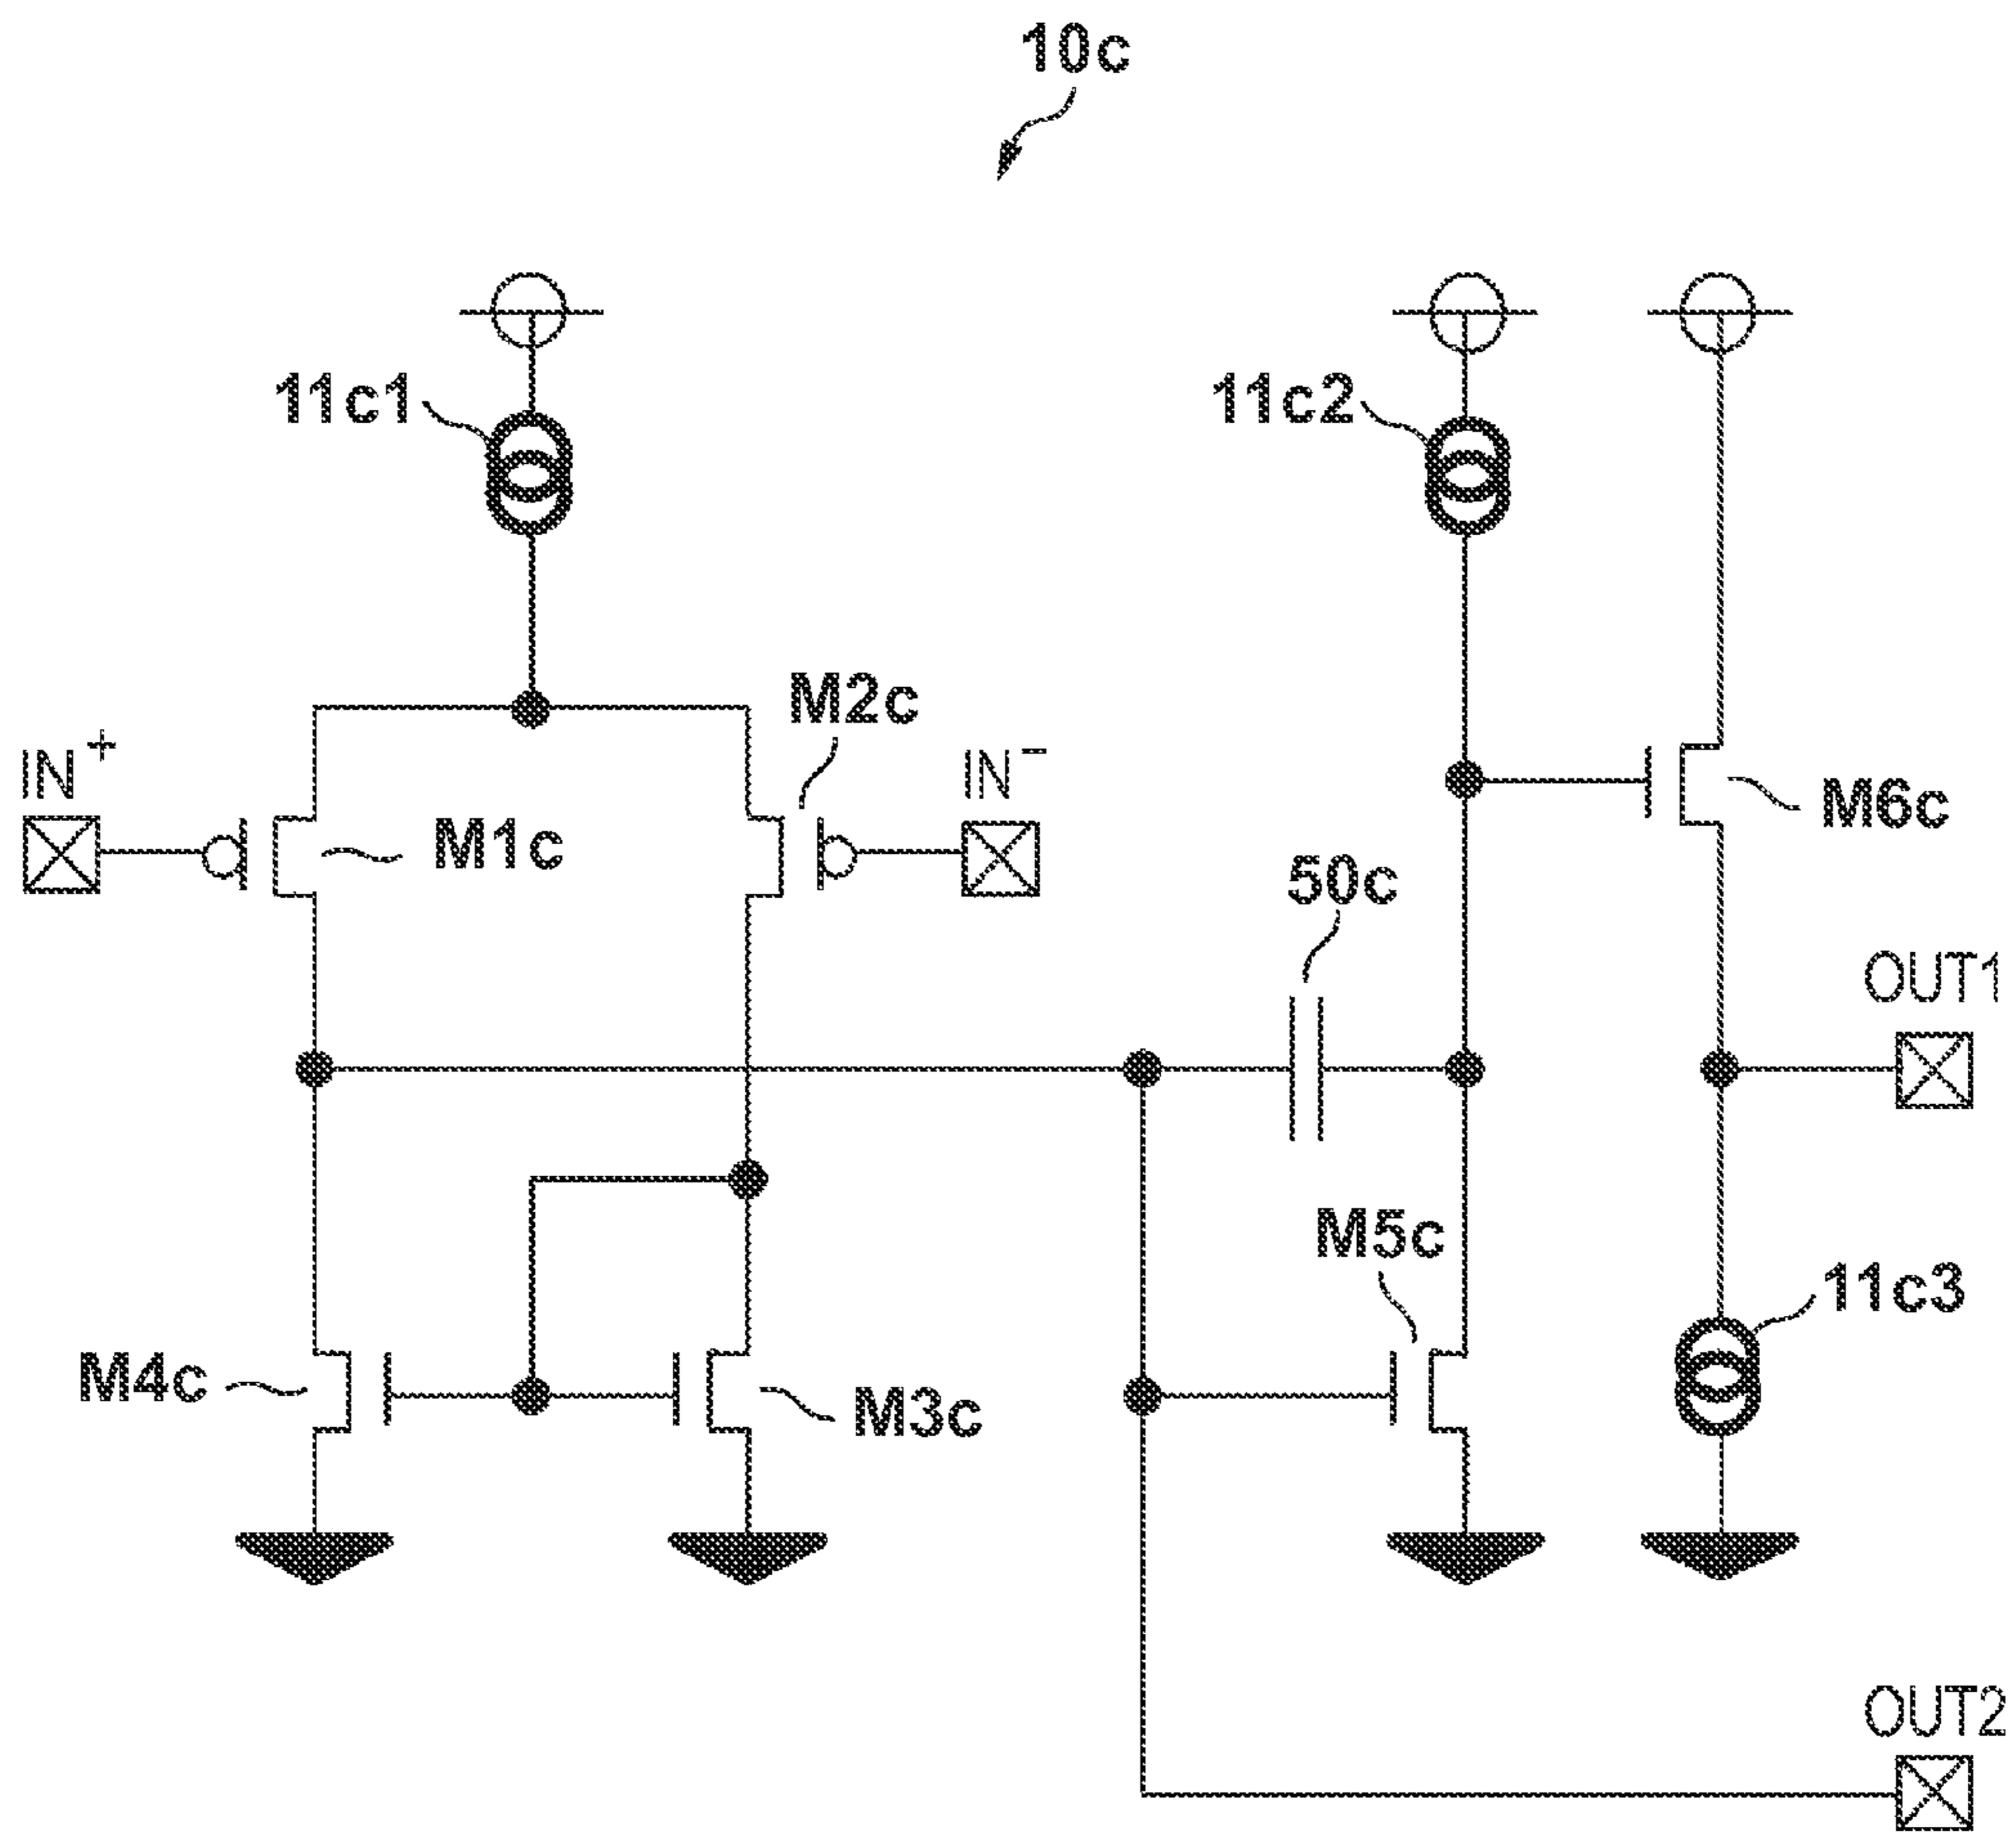 10c
11c1
11c2
M2c
IN+
IN−
M1c
M6c
50c
OUT1
M5c
11c3
M4c
M3c
OUT2